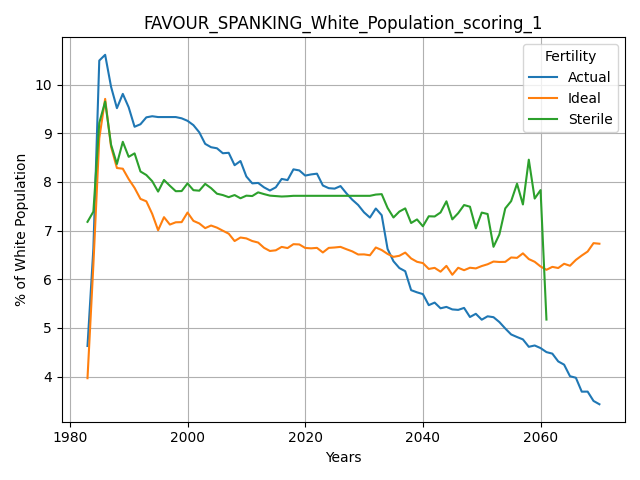 FAVOUR_SPANKING_White_Population_scoring_1
Fertility
Actual
Ideal
Sterile
% of White Population
10
9
8
7
6
5
4
1980
2000
2020
2040
2060
Years